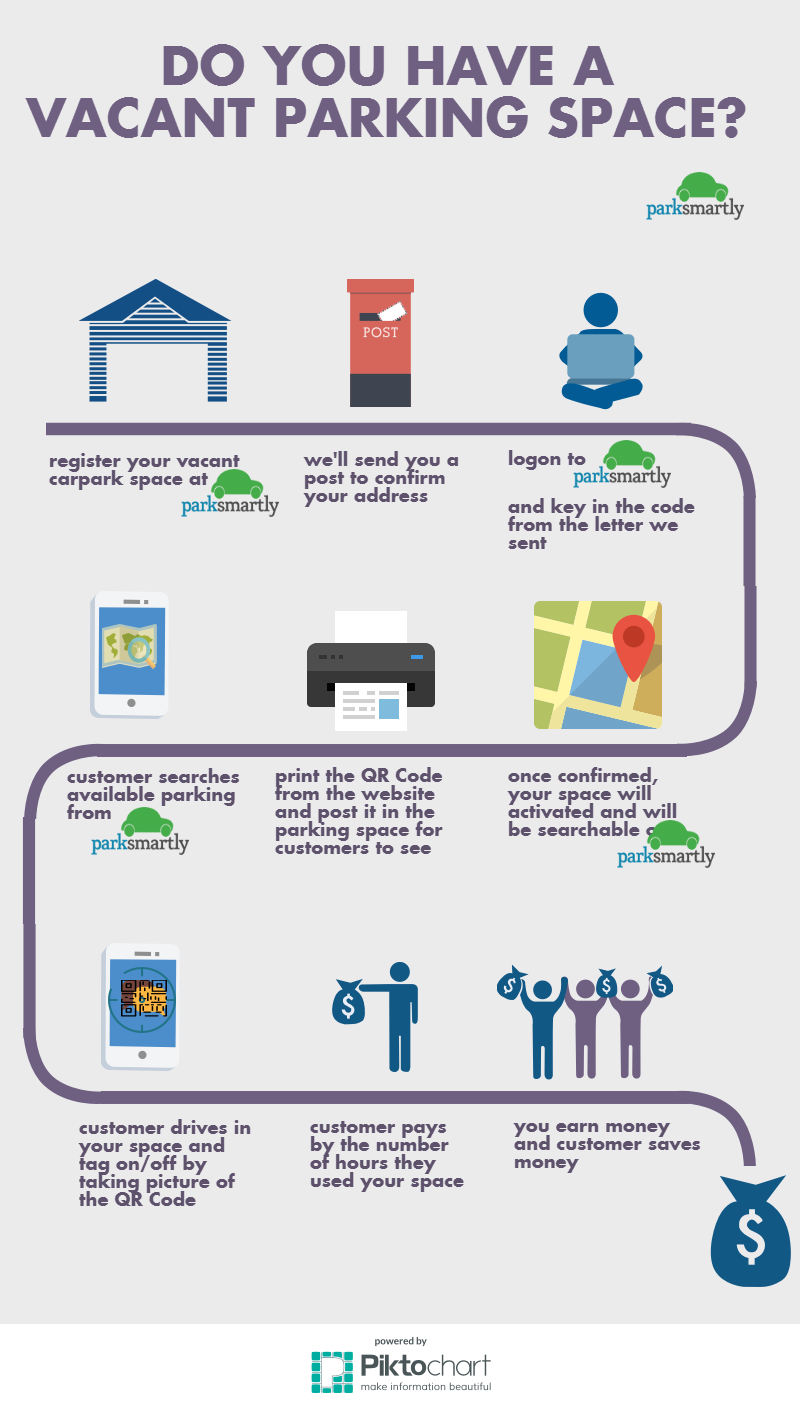 DO YOU HAVE A
VACANT PARKING SPACE?
parksmartly
register your vacant
carpark space at
parksmartly
POST
we'll send you a
post to confirm
your address
logon to
parksmartly
and key in the code
from the letter we
sent
once confirmed,
your space will
activated and will
be searchable
parksmartly
print the QR Code
from the website
and post it in the
parking space for
customers to see
customer searches
available parking
from
parksmartly
customer drives in
your space and
tag on/off by
taking picture of
the QR Code
$
customer pays
by the number
of hours they
used your space
$ $ $
you earn money
and customer saves
money
$
powered by
Piktochart
make information beautiful